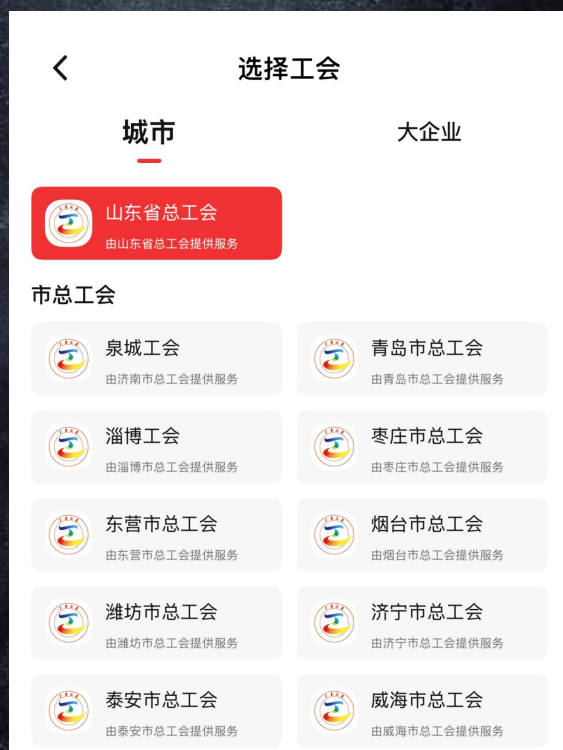 选择工会
城市
大企业
山东省总工会
由山东省总工会提供服务
市总工会
泉城工会
由济南市总工会提供服务
青岛市总工会
由青岛市总工会提供服务
淄博工会
由淄博市总工会提供服务
枣庄市总工会
由枣庄市总工会提供服务
东营市总工会
由东营市总工会提供服务
烟台市总工会
由烟台市总工会提供服务
潍坊市总工会
由潍坊市总工会提供服务
济宁市总工会
由济宁市总工会提供服务
泰安市总工会
由泰安市总工会提供服务
威海市总工会
由威海市总工会提供服务